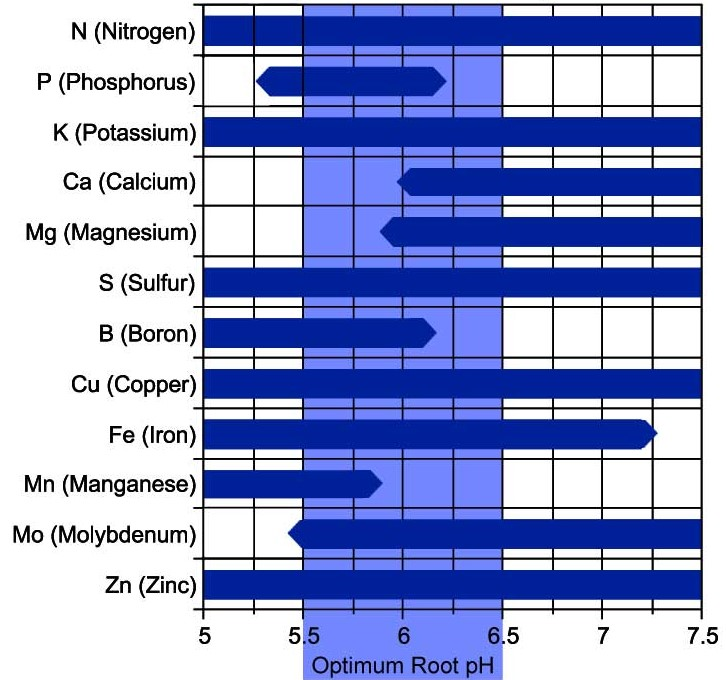 N (Nitrogen)
P (Phosphorus)
K (Potassium)
Ca (Calcium)
Mg (Magnesium)
S (Sulfur)
B (Boron)
Cu (Copper)
Fe (Iron)
Mn (Manganese)
Mo (Molybdenum)
Zn (Zinc)
5 5.5 6 6.5 7 7.5
Optimum Root pH